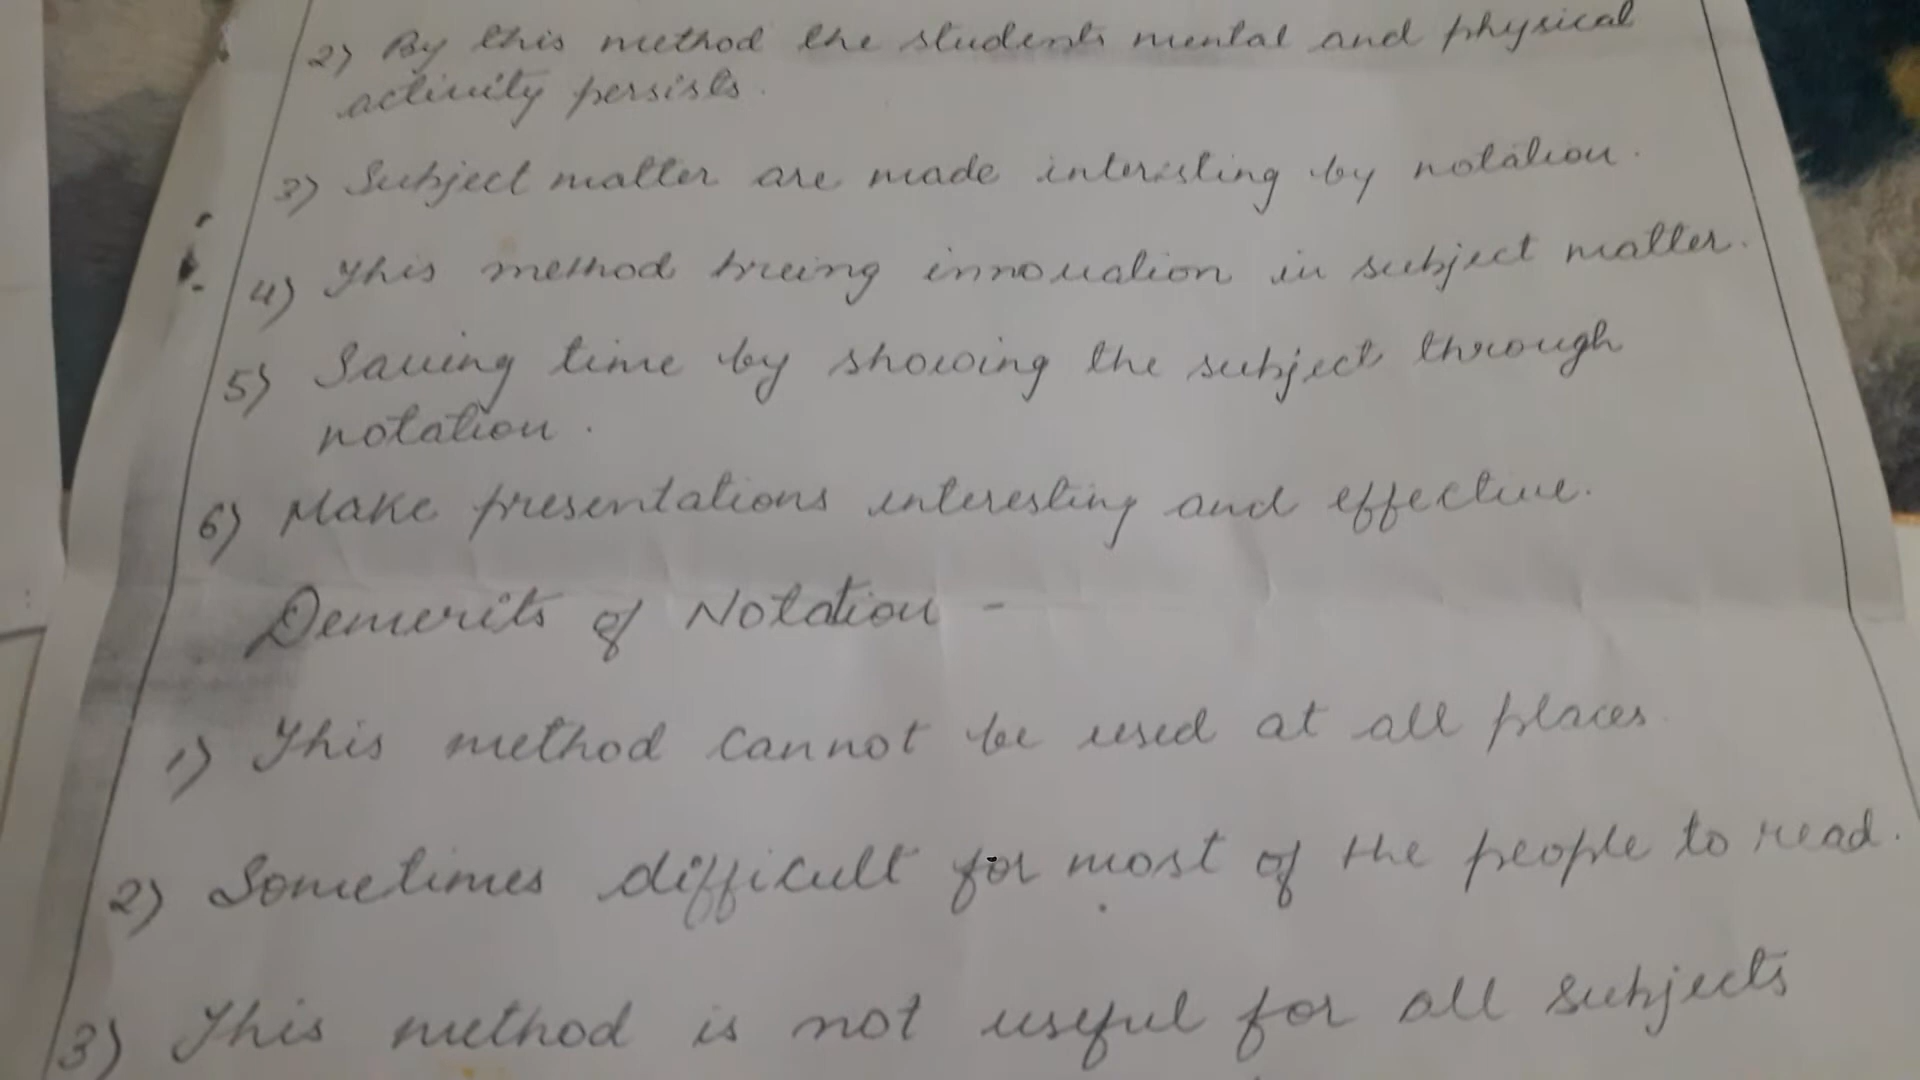 2) By this method the students mental and physical
activity persists.
3) Subject matter are made interesting by notation.
4) This method bring innovation in subject matter.
5) Saving time by showing the subject through
notation.
6) Make presentations interesting and effective.
Demerits of Notation -
1) This method cannot be used at all places
2) Sometimes difficult for most of the people to read.
3) This method is not useful for all subjects